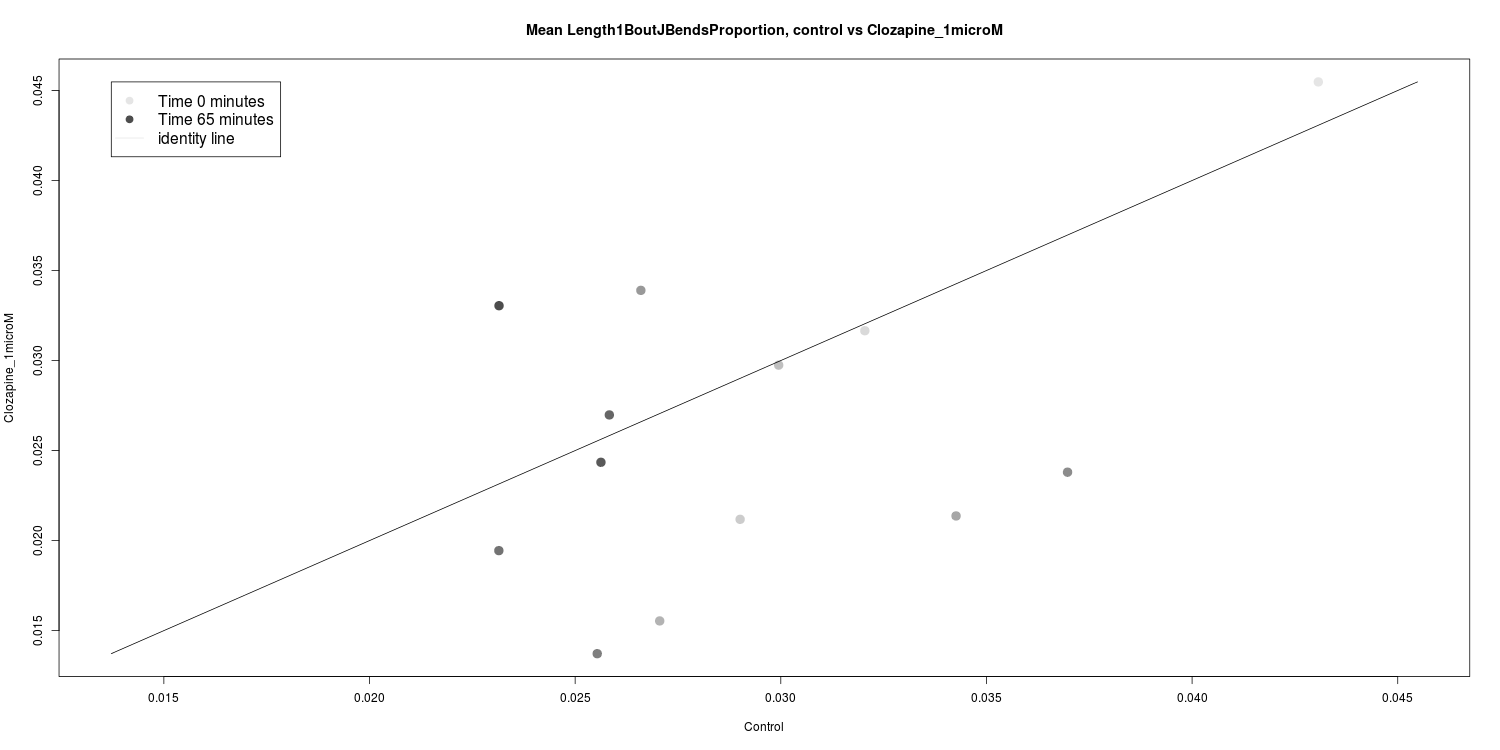 Mean Length1BoutJBendsProportion, control vs Clozapine_1microM
Time 0 minutes
Time 65 minutes
identity line
0.045
0.040
0.035
0.030
0.025
0.020
0.015
Clozapine_1microM
0.015 0.020 0.025 0.030 0.035 0.040 0.045
Control